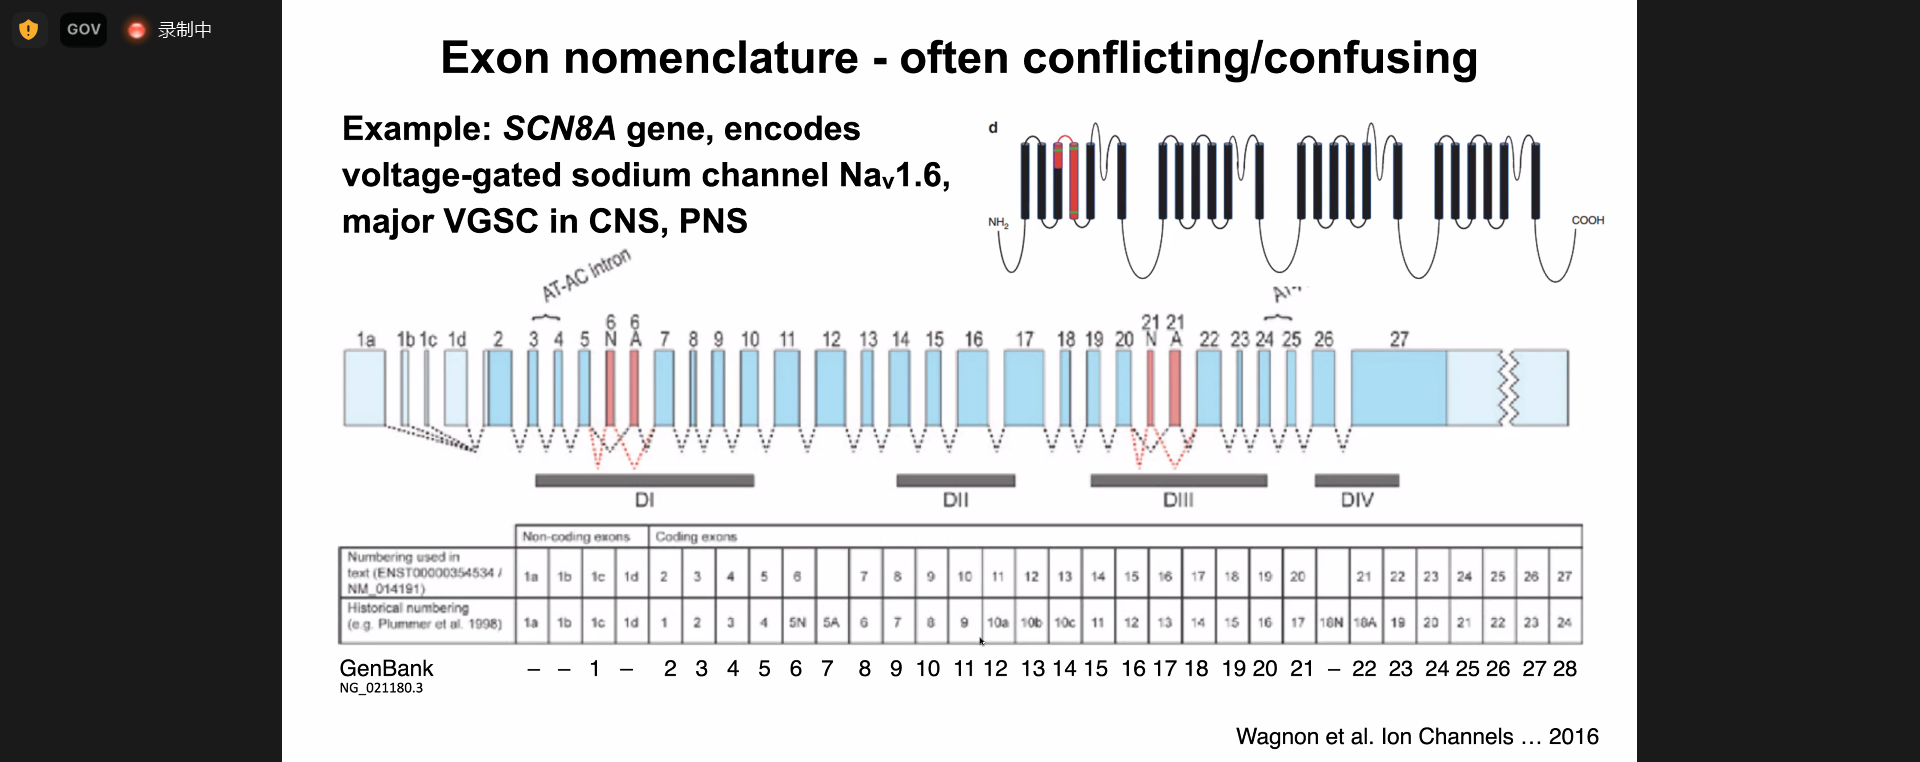 GOV
录制中
Exon nomenclature - often conflicting/confusing
Example: SCN8A gene, encodes
voltage-gated sodium channel Naᵥ1.6,
major VGSC in CNS, PNS
d
NH₂
COOH
AT-AC intron
1a 1b 1c 1d 2 3 4 5 6 N 6 A 7 8 9 10 11 12 13 14 15 16 17 18 19 20 21 N 21 A 22 23 24 25 26 27
DI DII DIII DIV
Non-coding exons Coding exons
Numbering used in
text (ENST00000354534 /
NM_014191)
1a 1b 1c 1d 2 3 4 5 6 7 8 9 10 11 12 13 14 15 16 17 18 19 20 21 22 23 24 25 26 27
Historical numbering
(e.g. Plummer et al. 1998)
1a 1b 1c 1d 1 2 3 4 5N 5A 6 7 8 9 10a 10b 10c 11 12 13 14 15 16 17 18N 18A 19 20 21 22 23 24
GenBank – – 1 – 2 3 4 5 6 7 8 9 10 11 12 13 14 15 16 17 18 19 20 21 – 22 23 24 25 26 27 28
NG_021180.3
Wagnon et al. Ion Channels … 2016